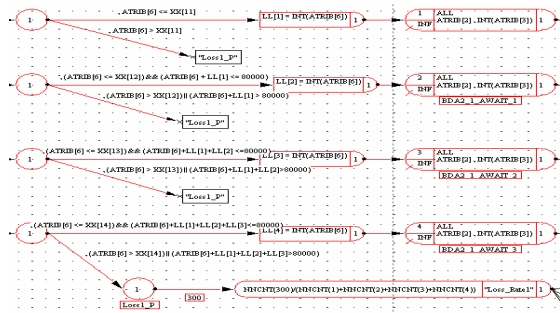 ,ATRIB[6] <= XX[11]
1
LL[1] = INT(ATRIB[6])
1
1
INF
ALL
ATRIB[2] , INT(ATRIB[3])
1
,ATRIB[6] > XX[11]
"Loss1_P"
,(ATRIB[6] <= XX[12])&& (ATRIB[6] + LL[1] <= 80000)
1
LL[2] = INT(ATRIB[6])
1
2
INF
ALL
ATRIB[2] , INT(ATRIB[3])
1
,(ATRIB[6] > XX[12])||(ATRIB[6]+LL[1] > 80000)
BDA2_1_AWAIT_1
"Loss1_P"
,(ATRIB[6] <= XX[13])&& (ATRIB[6]+LL[1]+LL[2] <=80000)
1
LL[3] = INT(ATRIB[6])
1
3
INF
ALL
ATRIB[2] , INT(ATRIB[3])
1
,(ATRIB[6] > XX[13])||(ATRIB[6]+LL[1]+LL[2]>80000)
BDA2_1_AWAIT_2
"Loss1_P"
,(ATRIB[6] <= XX[14])&& (ATRIB[6]+LL[1]+LL[2]+LL[3]<=80000)
1
LL[4] = INT(ATRIB[6])
1
4
INF
ALL
ATRIB[2] , INT(ATRIB[3])
1
,(ATRIB[6] > XX[14])||(ATRIB[6]+LL[1]+LL[2]+LL[3]>80000)
BDA2_1_AWAIT_3
1
Loss1_P
300
NNCNT(300)/(NNCNT(1)+NNCNT(2)+NNCNT(3)+NNCNT(4))
"Loss_Rate1"
1